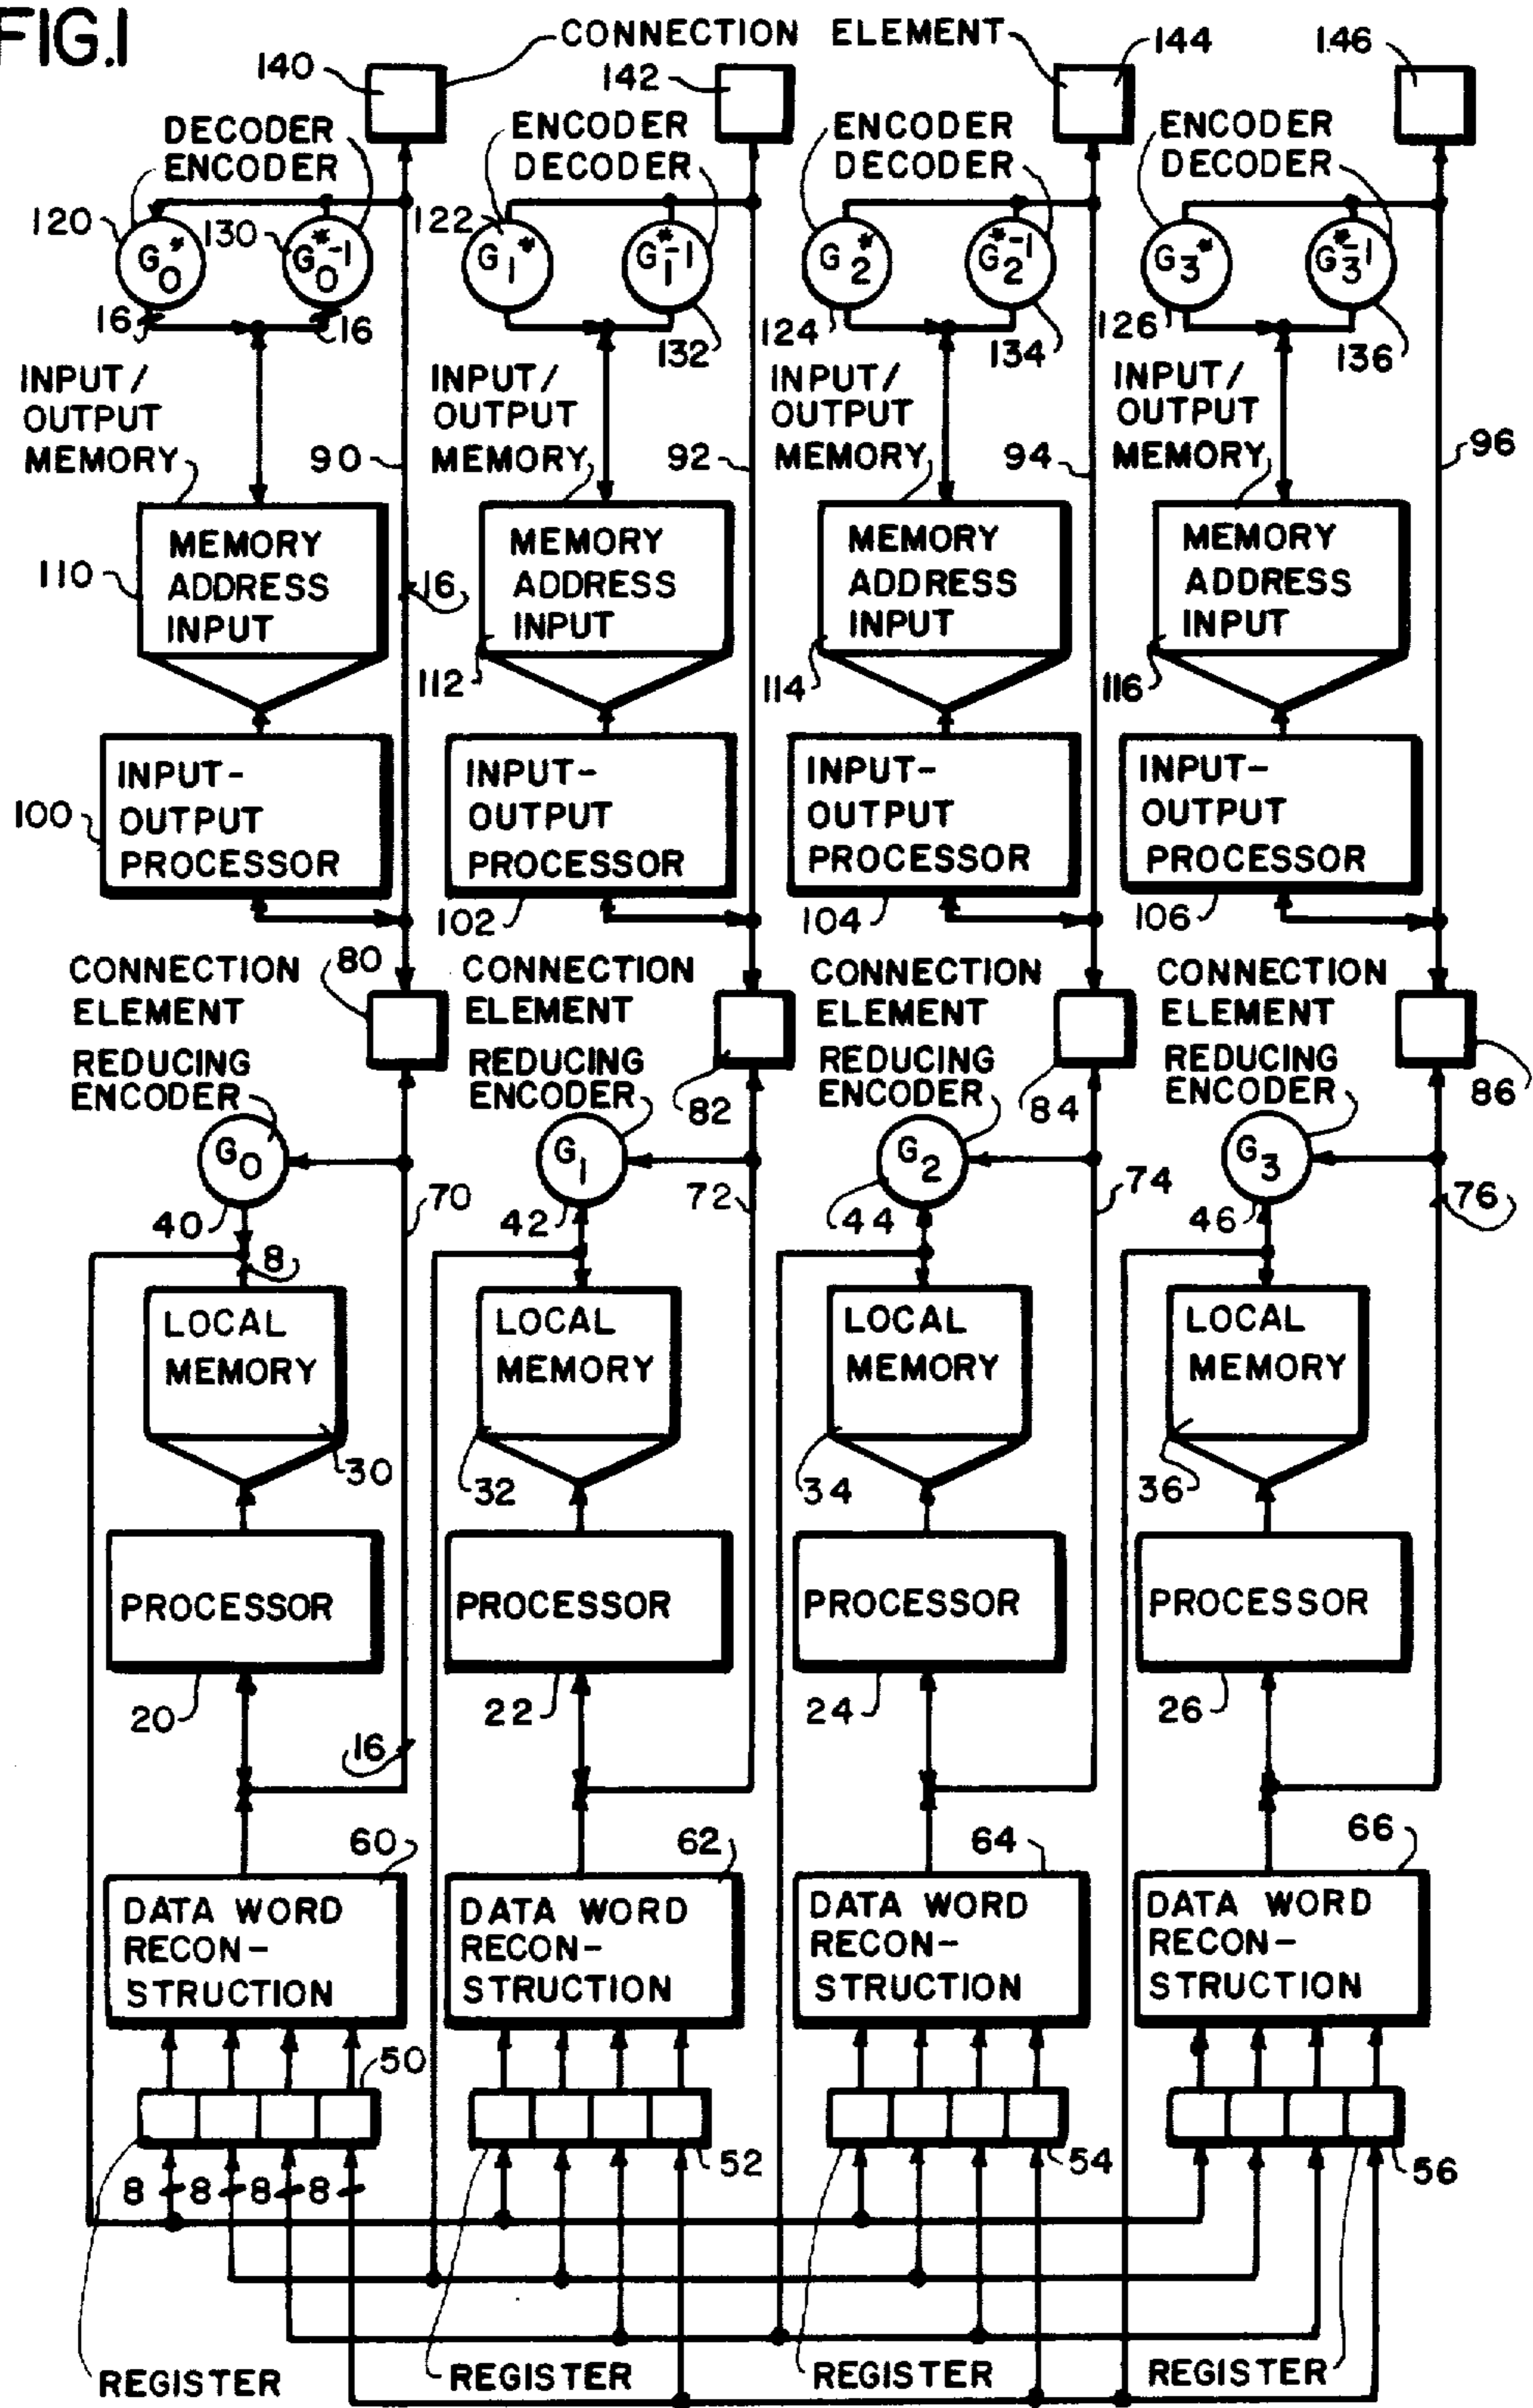 FIG.1
CONNECTION ELEMENT
140 142 144 146
DECODER ENCODER ENCODER ENCODER
ENCODER DECODER DECODER DECODER
120 130 122
G0* G0*-1 G1* G1*-1 G2* G2*-1 G3* G3*-1
16 16 132 124 134 126 136
INPUT/ INPUT/ INPUT/ INPUT/
OUTPUT OUTPUT OUTPUT OUTPUT
MEMORY 90 MEMORY 92 MEMORY 94 MEMORY 96
MEMORY MEMORY MEMORY MEMORY
110 ADDRESS 16 ADDRESS ADDRESS ADDRESS
INPUT INPUT INPUT INPUT
112 114 116
INPUT- INPUT- INPUT- INPUT-
100 OUTPUT OUTPUT OUTPUT OUTPUT
PROCESSOR PROCESSOR PROCESSOR PROCESSOR
102 104 106
CONNECTION 80 CONNECTION CONNECTION CONNECTION
ELEMENT ELEMENT ELEMENT ELEMENT
REDUCING REDUCING REDUCING REDUCING
ENCODER ENCODER 82 ENCODER 84 ENCODER 86
G0 G1 G2 G3
40 70 42 72 44 74 46 76
8
LOCAL LOCAL LOCAL LOCAL
MEMORY MEMORY MEMORY MEMORY
30 32 34 36
PROCESSOR PROCESSOR PROCESSOR PROCESSOR
20 22 24 26
16
60 62 64 66
DATA WORD DATA WORD DATA WORD DATA WORD
RECON- RECON- RECON- RECON-
STRUCTION STRUCTION STRUCTION STRUCTION
50
52 54 56
8 8 8 8
REGISTER REGISTER REGISTER REGISTER